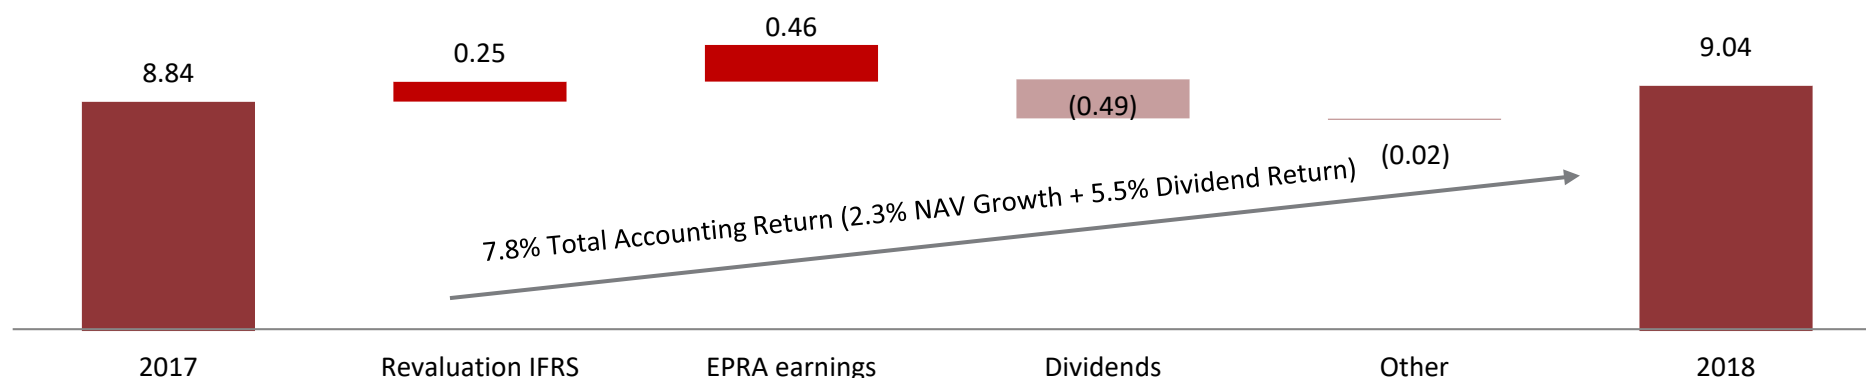 8.84
0.25
0.46
(0.49)
(0.02)
9.04
7.8% Total Accounting Return (2.3% NAV Growth + 5.5% Dividend Return)
2017
Revaluation IFRS
EPRA earnings
Dividends
Other
2018